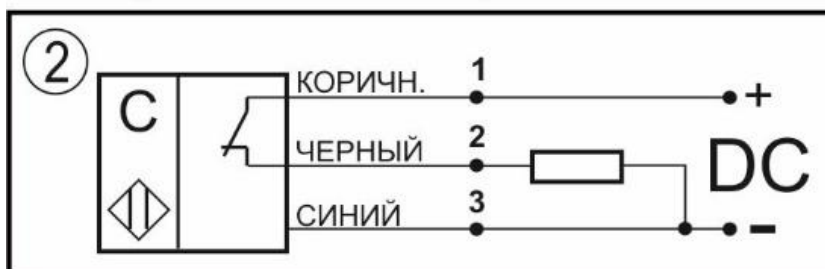 2
C
КОРИЧН. 1 +
ЧЕРНЫЙ 2
DC
СИНИЙ 3 -